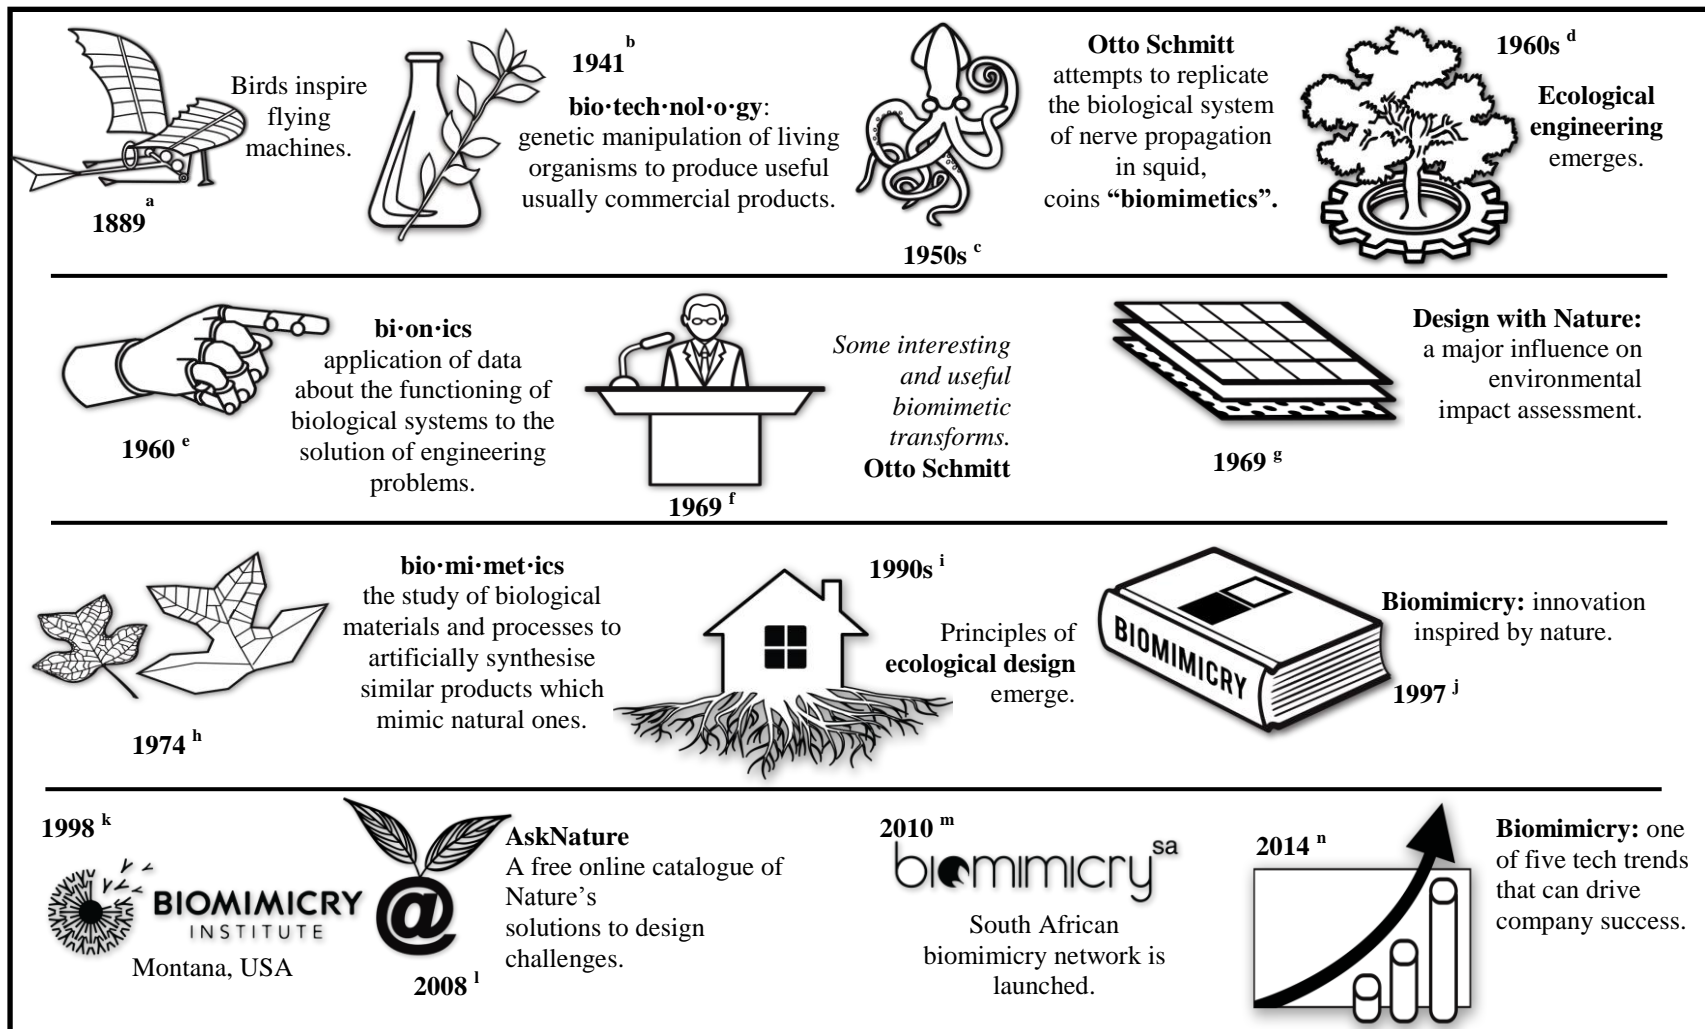 Birds inspire
flying
machines.
1889 a
1941 b
bio·tech·nol·o·gy:
genetic manipulation of living
organisms to produce useful
usually commercial products.
Otto Schmitt
attempts to replicate
the biological system
of nerve propagation
in squid,
coins “biomimetics”.
1950s c
1960s d
Ecological
engineering
emerges.
bi·on·ics
application of data
about the functioning of
biological systems to the
solution of engineering
problems.
1960 e
Some interesting
and useful
biomimetic
transforms.
Otto Schmitt
1969 f
Design with Nature:
a major influence on
environmental
impact assessment.
1969 g
bio·mi·met·ics
the study of biological
materials and processes to
artificially synthesise
similar products which
mimic natural ones.
1974 h
1990s i
Principles of
ecological design
emerge.
BIOMIMICRY
Biomimicry: innovation
inspired by nature.
1997 j
1998 k
BIOMIMICRY
INSTITUTE
Montana, USA
@
AskNature
A free online catalogue of
Nature’s
solutions to design
challenges.
2008 l
2010 m
biomimicry sa
South African
biomimicry network is
launched.
2014 n
Biomimicry: one
of five tech trends
that can drive
company success.